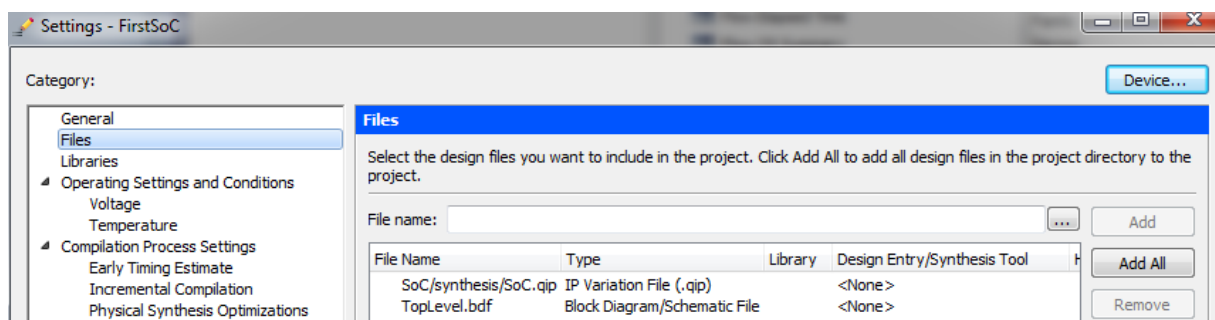 Settings - FirstSoC
Category:
Device...
General
Files
Libraries
Operating Settings and Conditions
Voltage
Temperature
Compilation Process Settings
Early Timing Estimate
Incremental Compilation
Physical Synthesis Optimizations
Files
Select the design files you want to include in the project. Click Add All to add all design files in the project directory to the
project.
File name:
...
Add
File Name Type Library Design Entry/Synthesis Tool H
Add All
SoC/synthesis/SoC.qip IP Variation File (.qip) <None>
TopLevel.bdf Block Diagram/Schematic File <None>
Remove